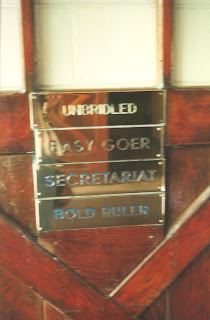 UNBRIDLED
EASY GOER
SECRETARIAT
BOLD RULER